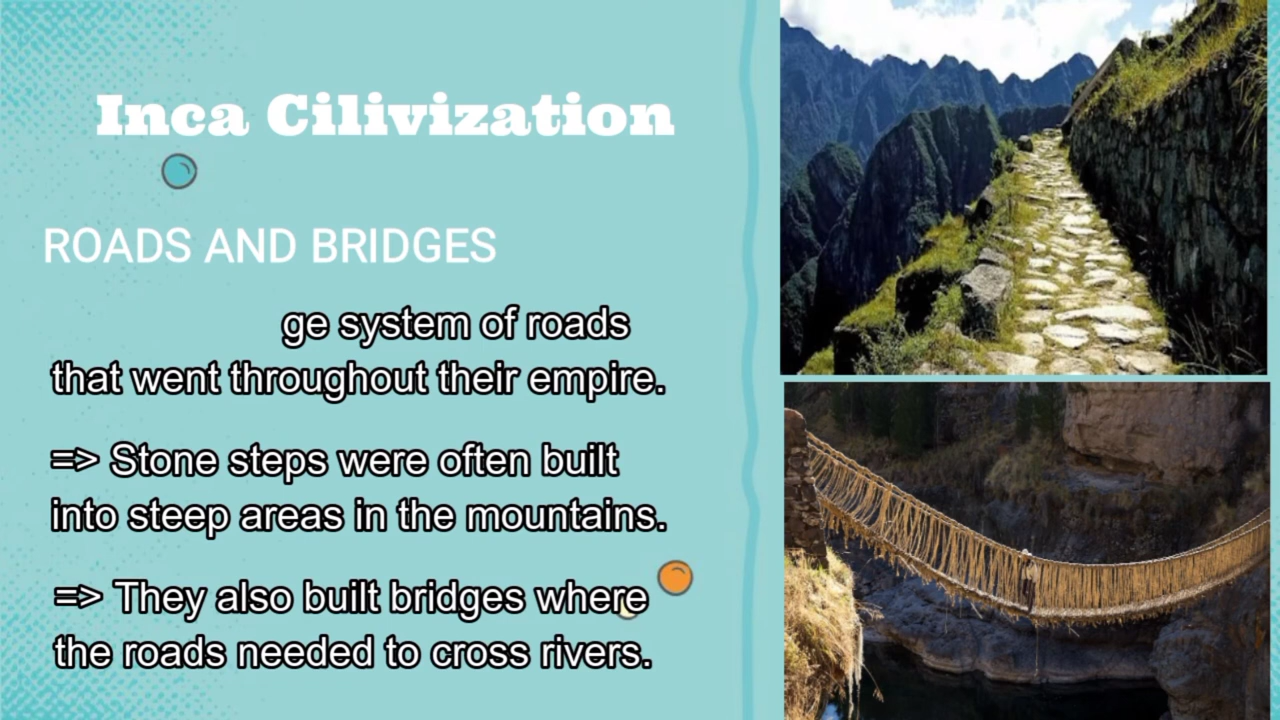 Inca Cilivization
ROADS AND BRIDGES
ge system of roads
that went throughout their empire.
=> Stone steps were often built
into steep areas in the mountains.
=> They also built bridges where
the roads needed to cross rivers.